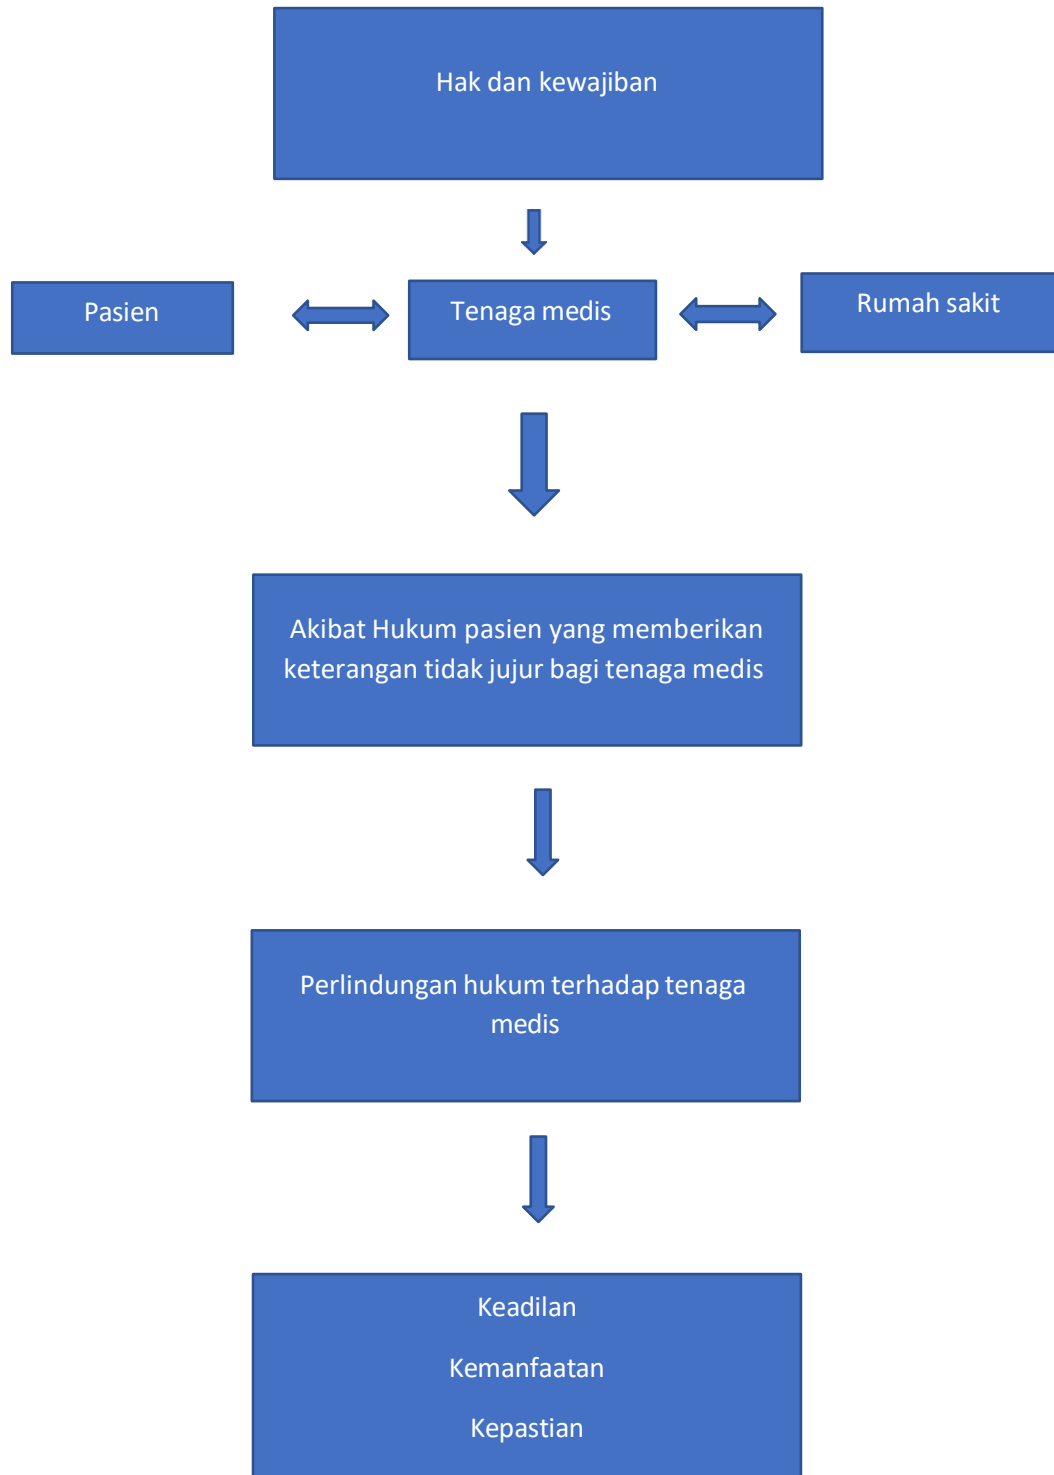 Hak dan kewajiban
Pasien
Tenaga medis
Rumah sakit
Akibat Hukum pasien yang memberikan
keterangan tidak jujur bagi tenaga medis
Perlindungan hukum terhadap tenaga
medis
Keadilan
Kemanfaatan
Kepastian